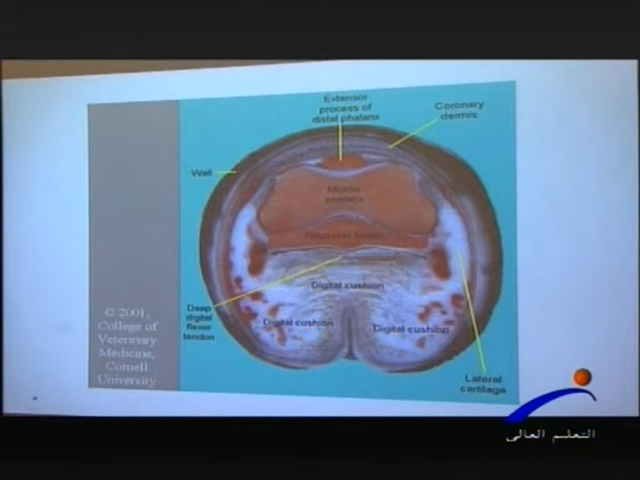 Extensor
process of
distal phalanx
Coronary
dermis
Wall
Middle
phalanx
Digital cushion
Deep
digital
flexor
tendon
Digital cushion
Digital cushion
Lateral
cartilage
© 2001,
College of
Veterinary
Medicine,
Cornell
University
التعليم العالى